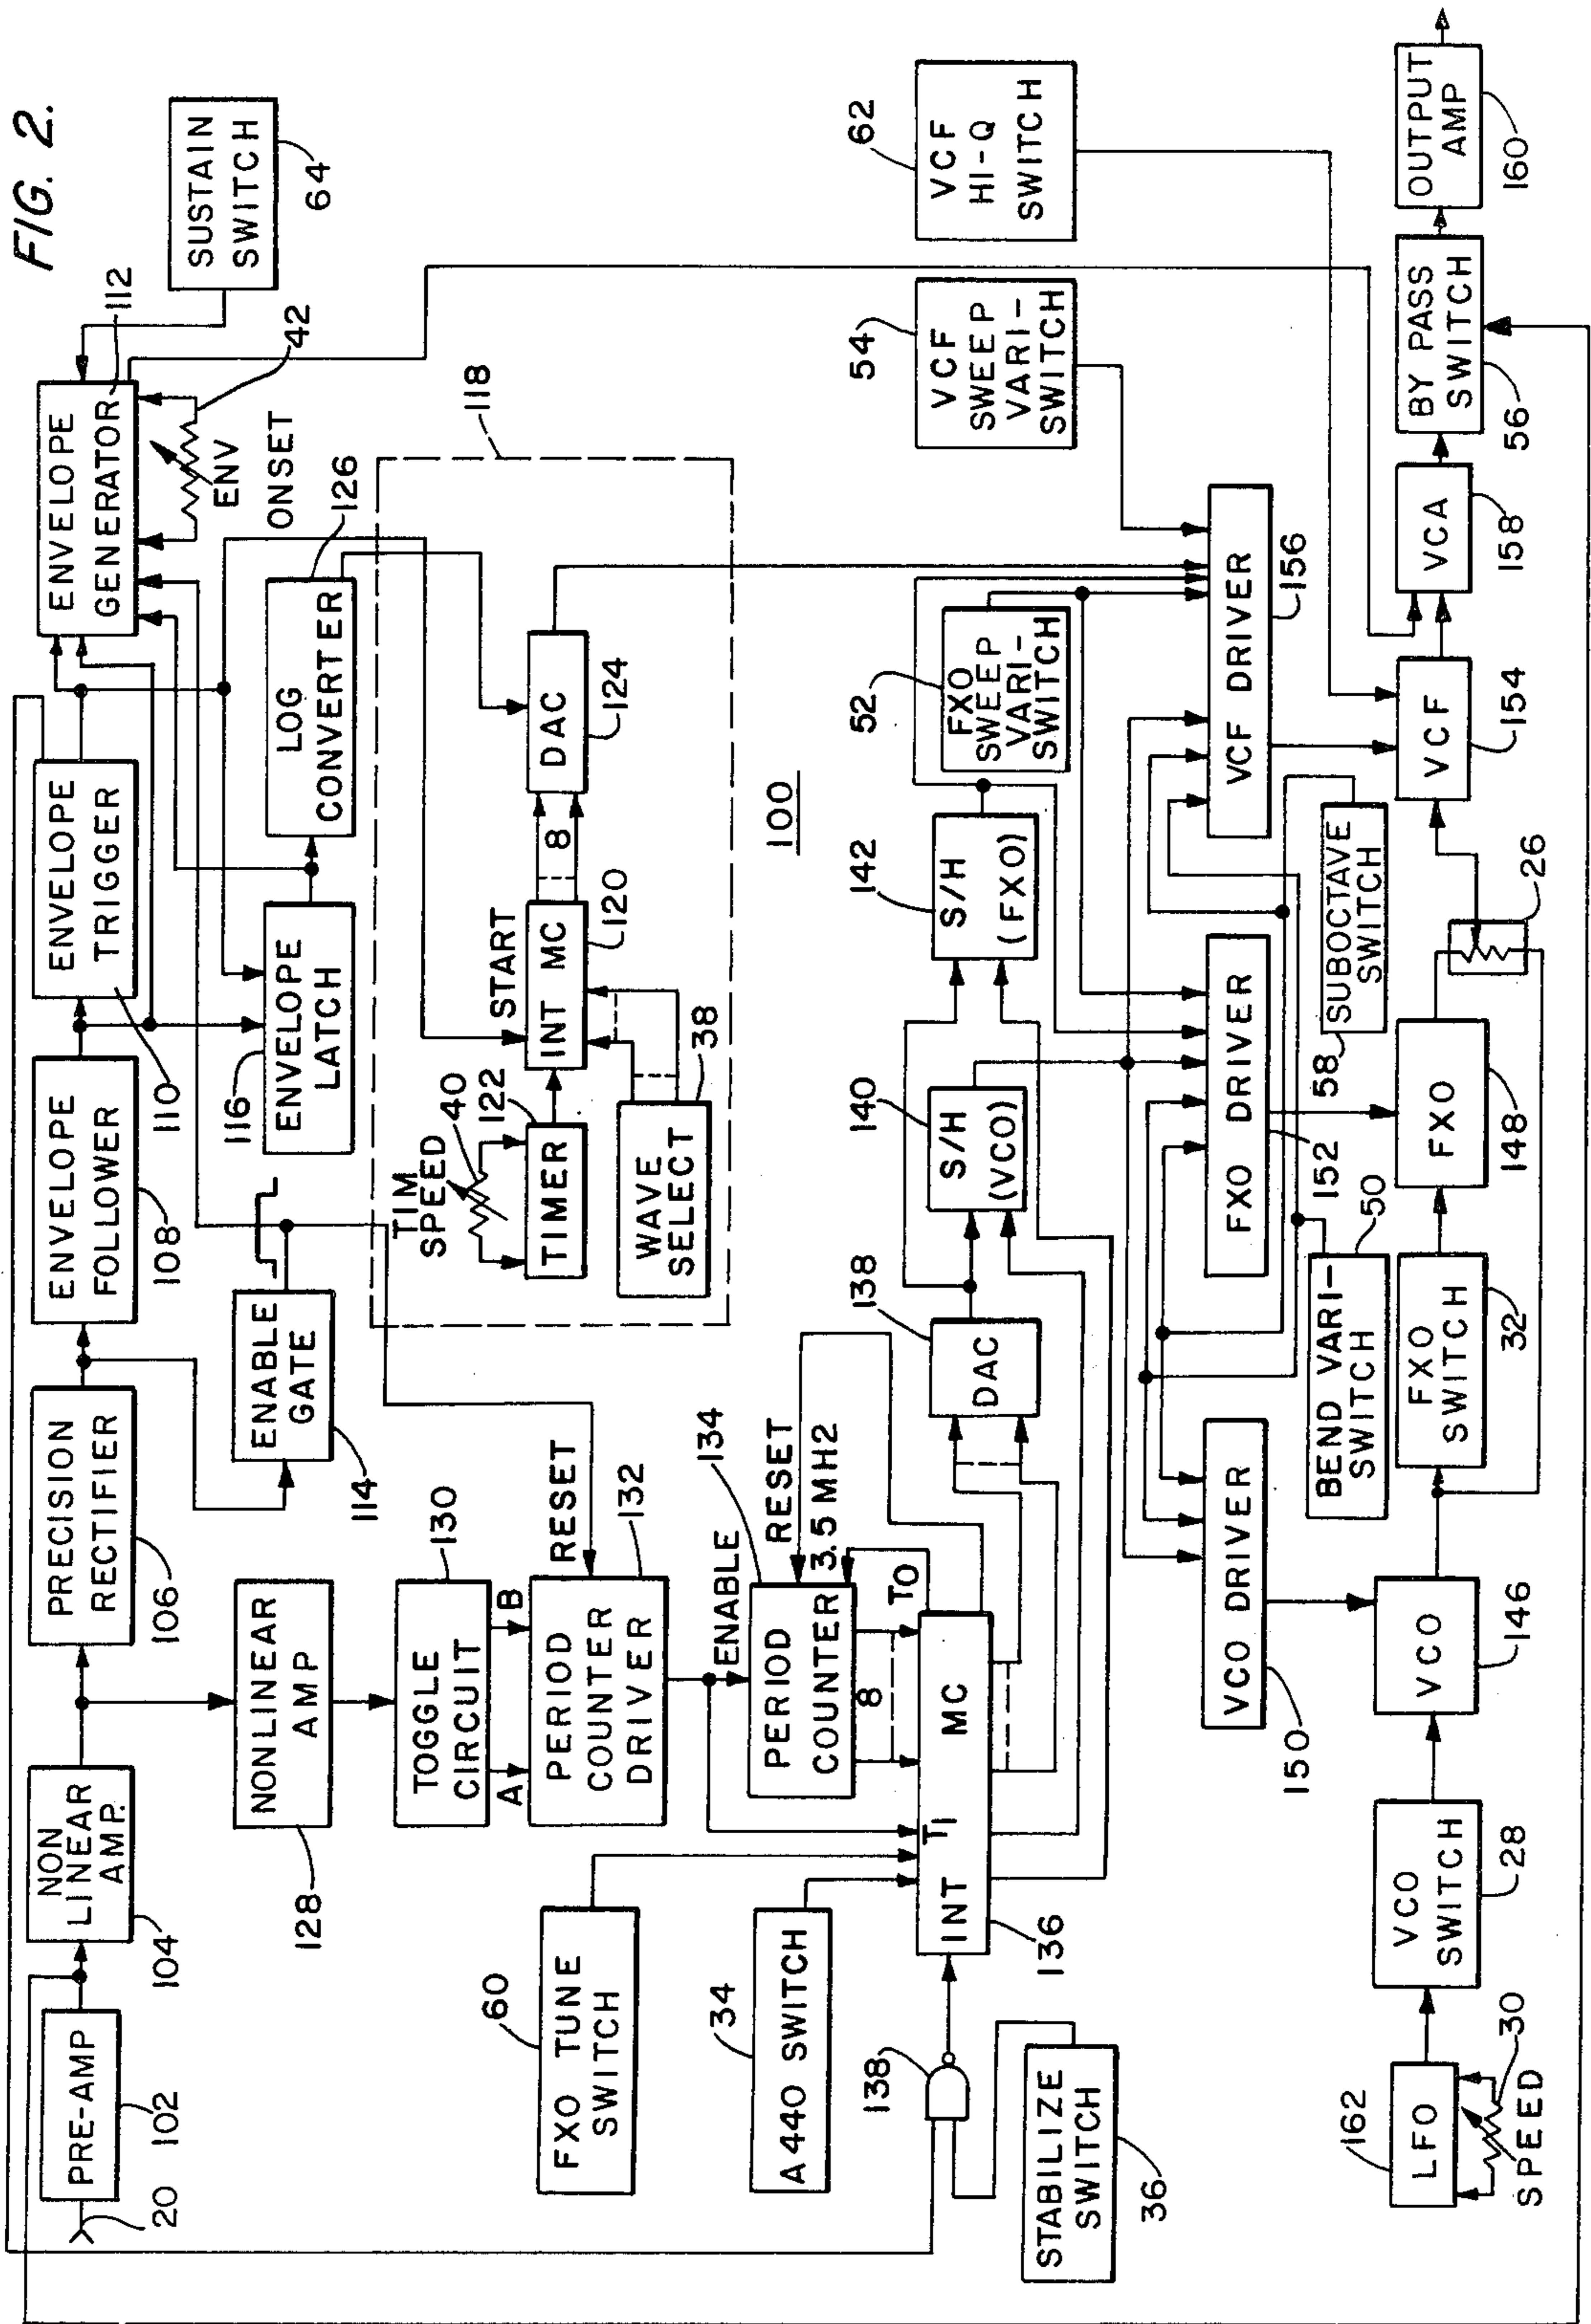 FIG. 2.
PRE-AMP
102
20
NON
LINEAR
AMP.
104
PRECISION
RECTIFIER
106
ENVELOPE
FOLLOWER
108
ENVELOPE
TRIGGER
110
ENVELOPE
GENERATOR
112
SUSTAIN
SWITCH
64
42
ENV
ONSET
ENABLE
GATE
114
ENVELOPE
LATCH
116
LOG
CONVERTER
126
118
TIM
SPEED
40
TIMER
122
START
INT MC
120
8
DAC
124
WAVE
SELECT
38
NONLINEAR
AMP
128
TOGGLE
CIRCUIT
130
A
B
RESET
PERIOD
COUNTER
DRIVER
132
ENABLE
PERIOD
COUNTER
134
RESET
3.5 MH2
8
TO
FXO TUNE
SWITCH
60
A 440 SWITCH
34
INT
T1
MC
136
138
STABILIZE
SWITCH
36
DAC
138
S/H
(VCO)
140
S/H
(FXO)
142
100
FXO
SWEEP
VARI-
SWITCH
52
VCF
SWEEP
VARI-
SWITCH
54
VCF
HI-Q
SWITCH
62
VCO DRIVER
150
FXO DRIVER
152
VCF DRIVER
156
BEND VARI-
SWITCH
50
SUBOCTAVE
SWITCH
58
LFO
162
30
SPEED
VCO
SWITCH
28
VCO
146
FXO
SWITCH
32
FXO
148
26
VCF
154
VCA
158
BY PASS
SWITCH
56
OUTPUT
AMP
160